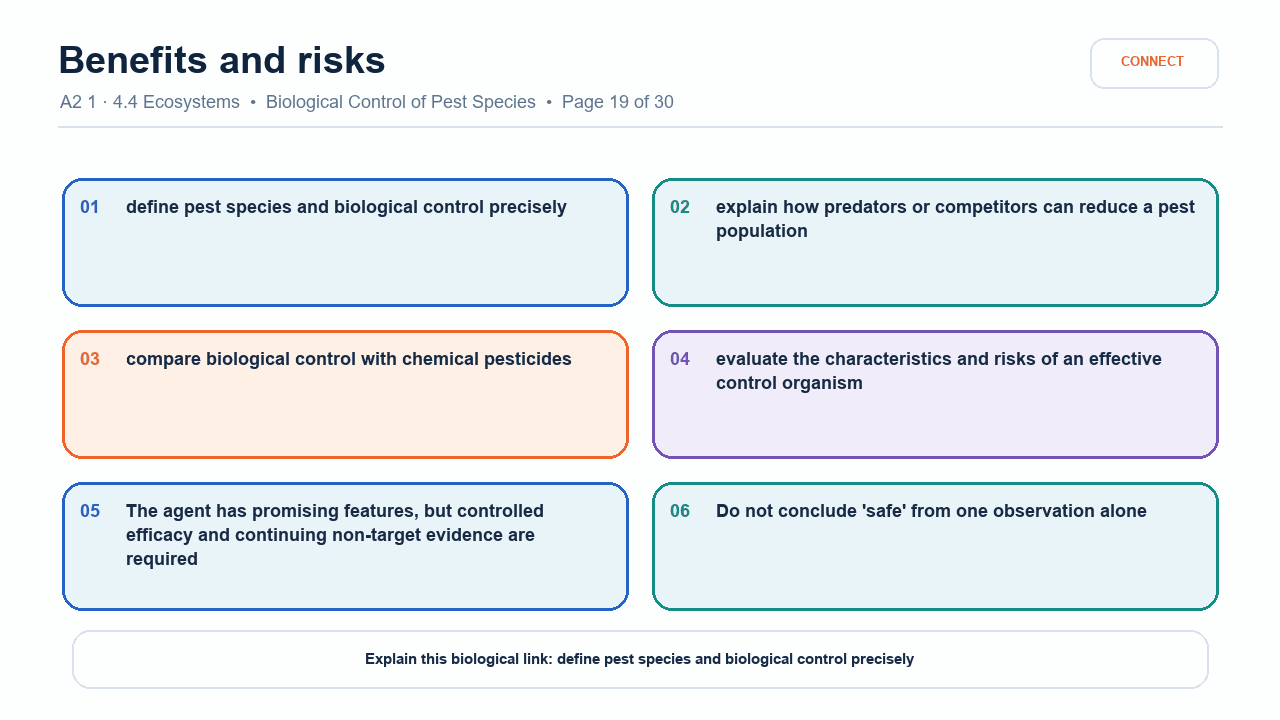 Benefits and risks
CONNECT
A2 1 · 4.4 Ecosystems • Biological Control of Pest Species • Page 19 of 30
01 define pest species and biological control precisely
02 explain how predators or competitors can reduce a pest
population
03 compare biological control with chemical pesticides
04 evaluate the characteristics and risks of an effective
control organism
05 The agent has promising features, but controlled
efficacy and continuing non-target evidence are
required
06 Do not conclude 'safe' from one observation alone
Explain this biological link: define pest species and biological control precisely